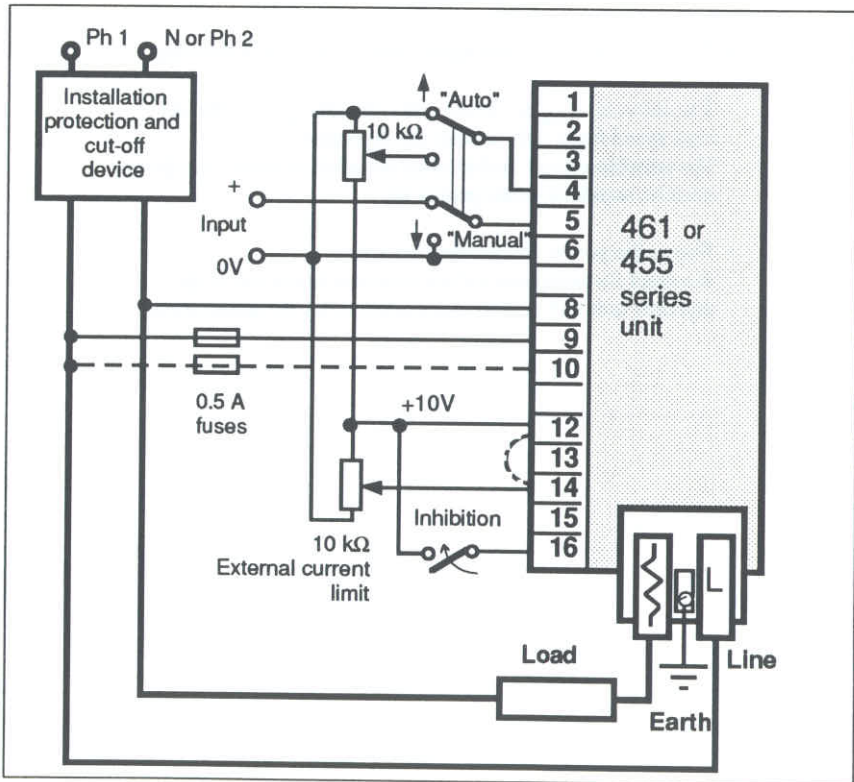 Ph 1
N or Ph 2
Installation
protection and
cut-off
device
"Auto"
10 kΩ
+
Input
0V
"Manual"
1
2
3
4
5
6
8
9
10
12
13
14
15
16
461 or
455
series
unit
0.5 A
fuses
+10V
Inhibition
10 kΩ
External current
limit
L
Load
Line
Earth